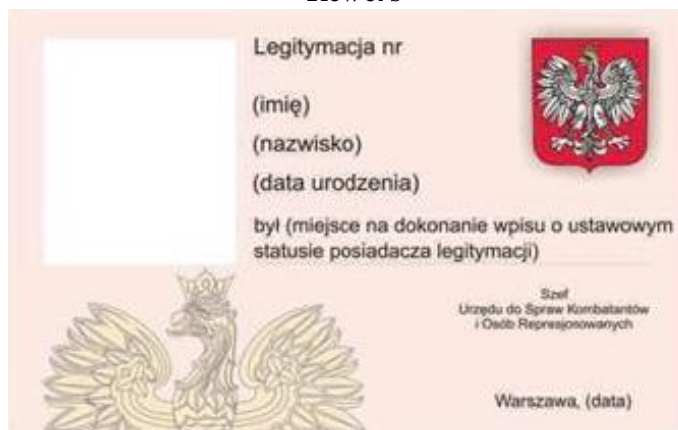 Legitymacja nr
(imię)
(nazwisko)
(data urodzenia)
był (miejsce na dokonanie wpisu o ustawowym
statusie posiadacza legitymacji)
Szef
Urzędu do Spraw Kombatantów
i Osób Represjonowanych
Warszawa, (data)